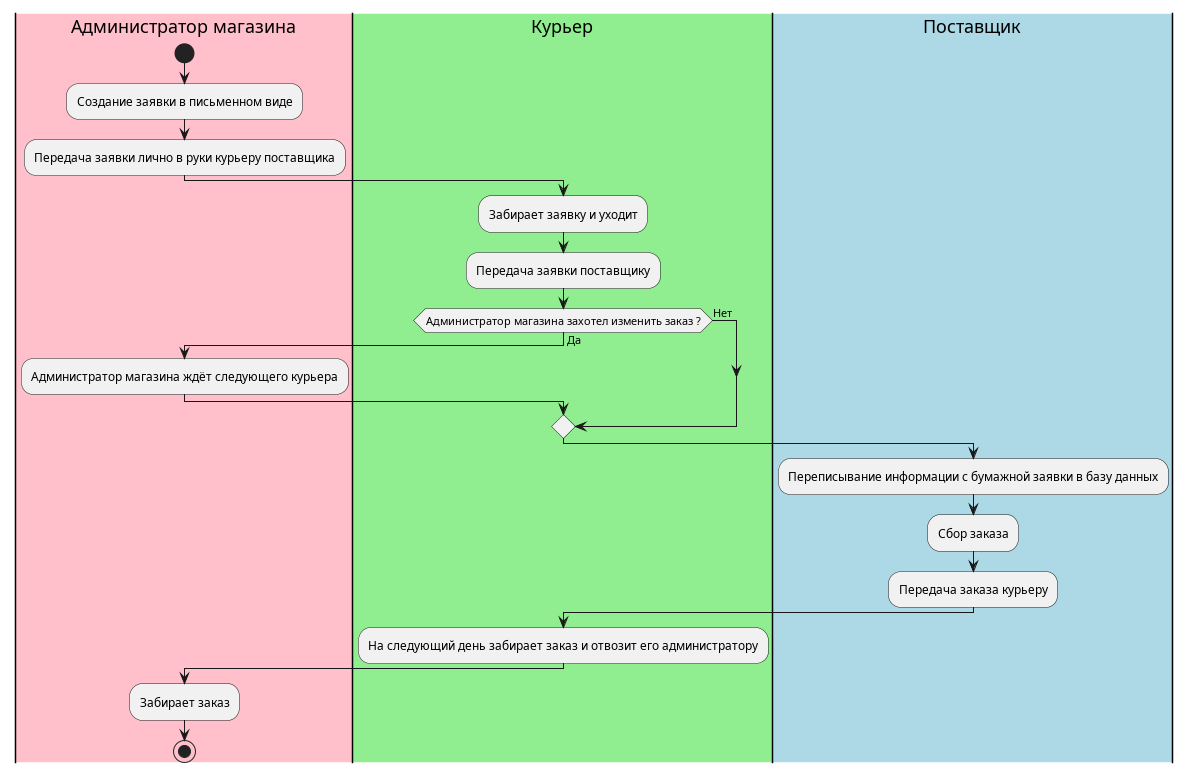 Администратор магазина
Курьер
Поставщик
Создание заявки в письменном виде
Передача заявки лично в руки курьеру поставщика
Забирает заявку и уходит
Передача заявки поставщику
Администратор магазина захотел изменить заказ ?
Нет
Да
Администратор магазина ждёт следующего курьера
Переписывание информации с бумажной заявки в базу данных
Сбор заказа
Передача заказа курьеру
На следующий день забирает заказ и отвозит его администратору
Забирает заказ